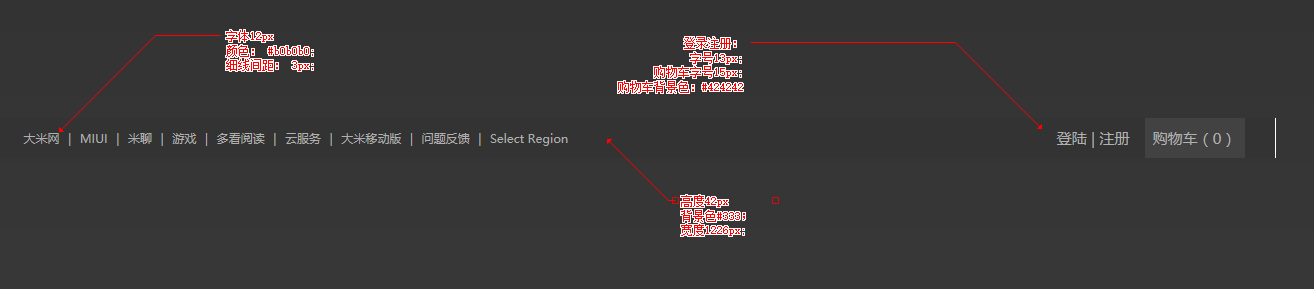 字体12px
颜色： #b0b0b0;
细线间距： 3px;
登录注册：
字号13px;
购物车字号15px;
购物车背景色：#424242
大米网 | MIUI | 米聊 | 游戏 | 多看阅读 | 云服务 | 大米移动版 | 问题反馈 | Select Region
登陆 | 注册 购物车 ( 0 )
高度42px
背景色#333;
宽度1226px;